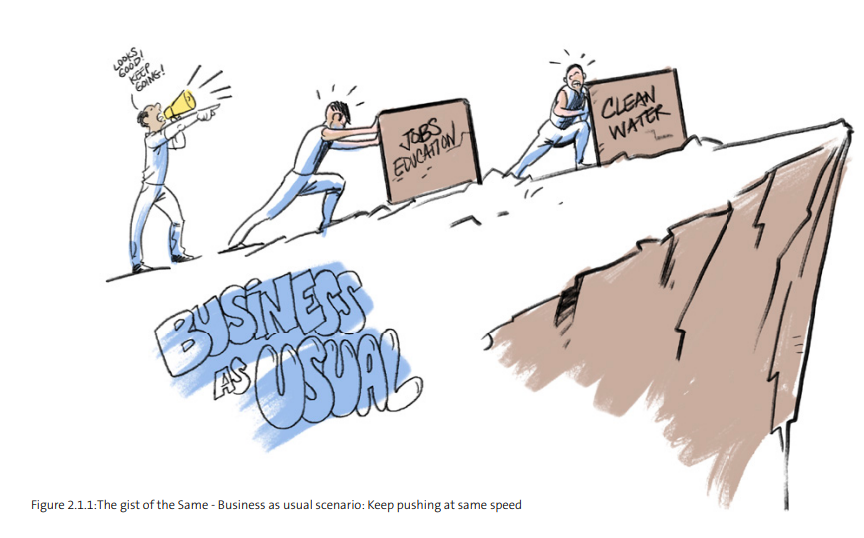 LOOKS
GOOD!
KEEP
GOING!
JOBS
EDUCATION
CLEAN
WATER
BUSINESS
AS USUAL
Figure 2.1.1:The gist of the Same - Business as usual scenario: Keep pushing at same speed